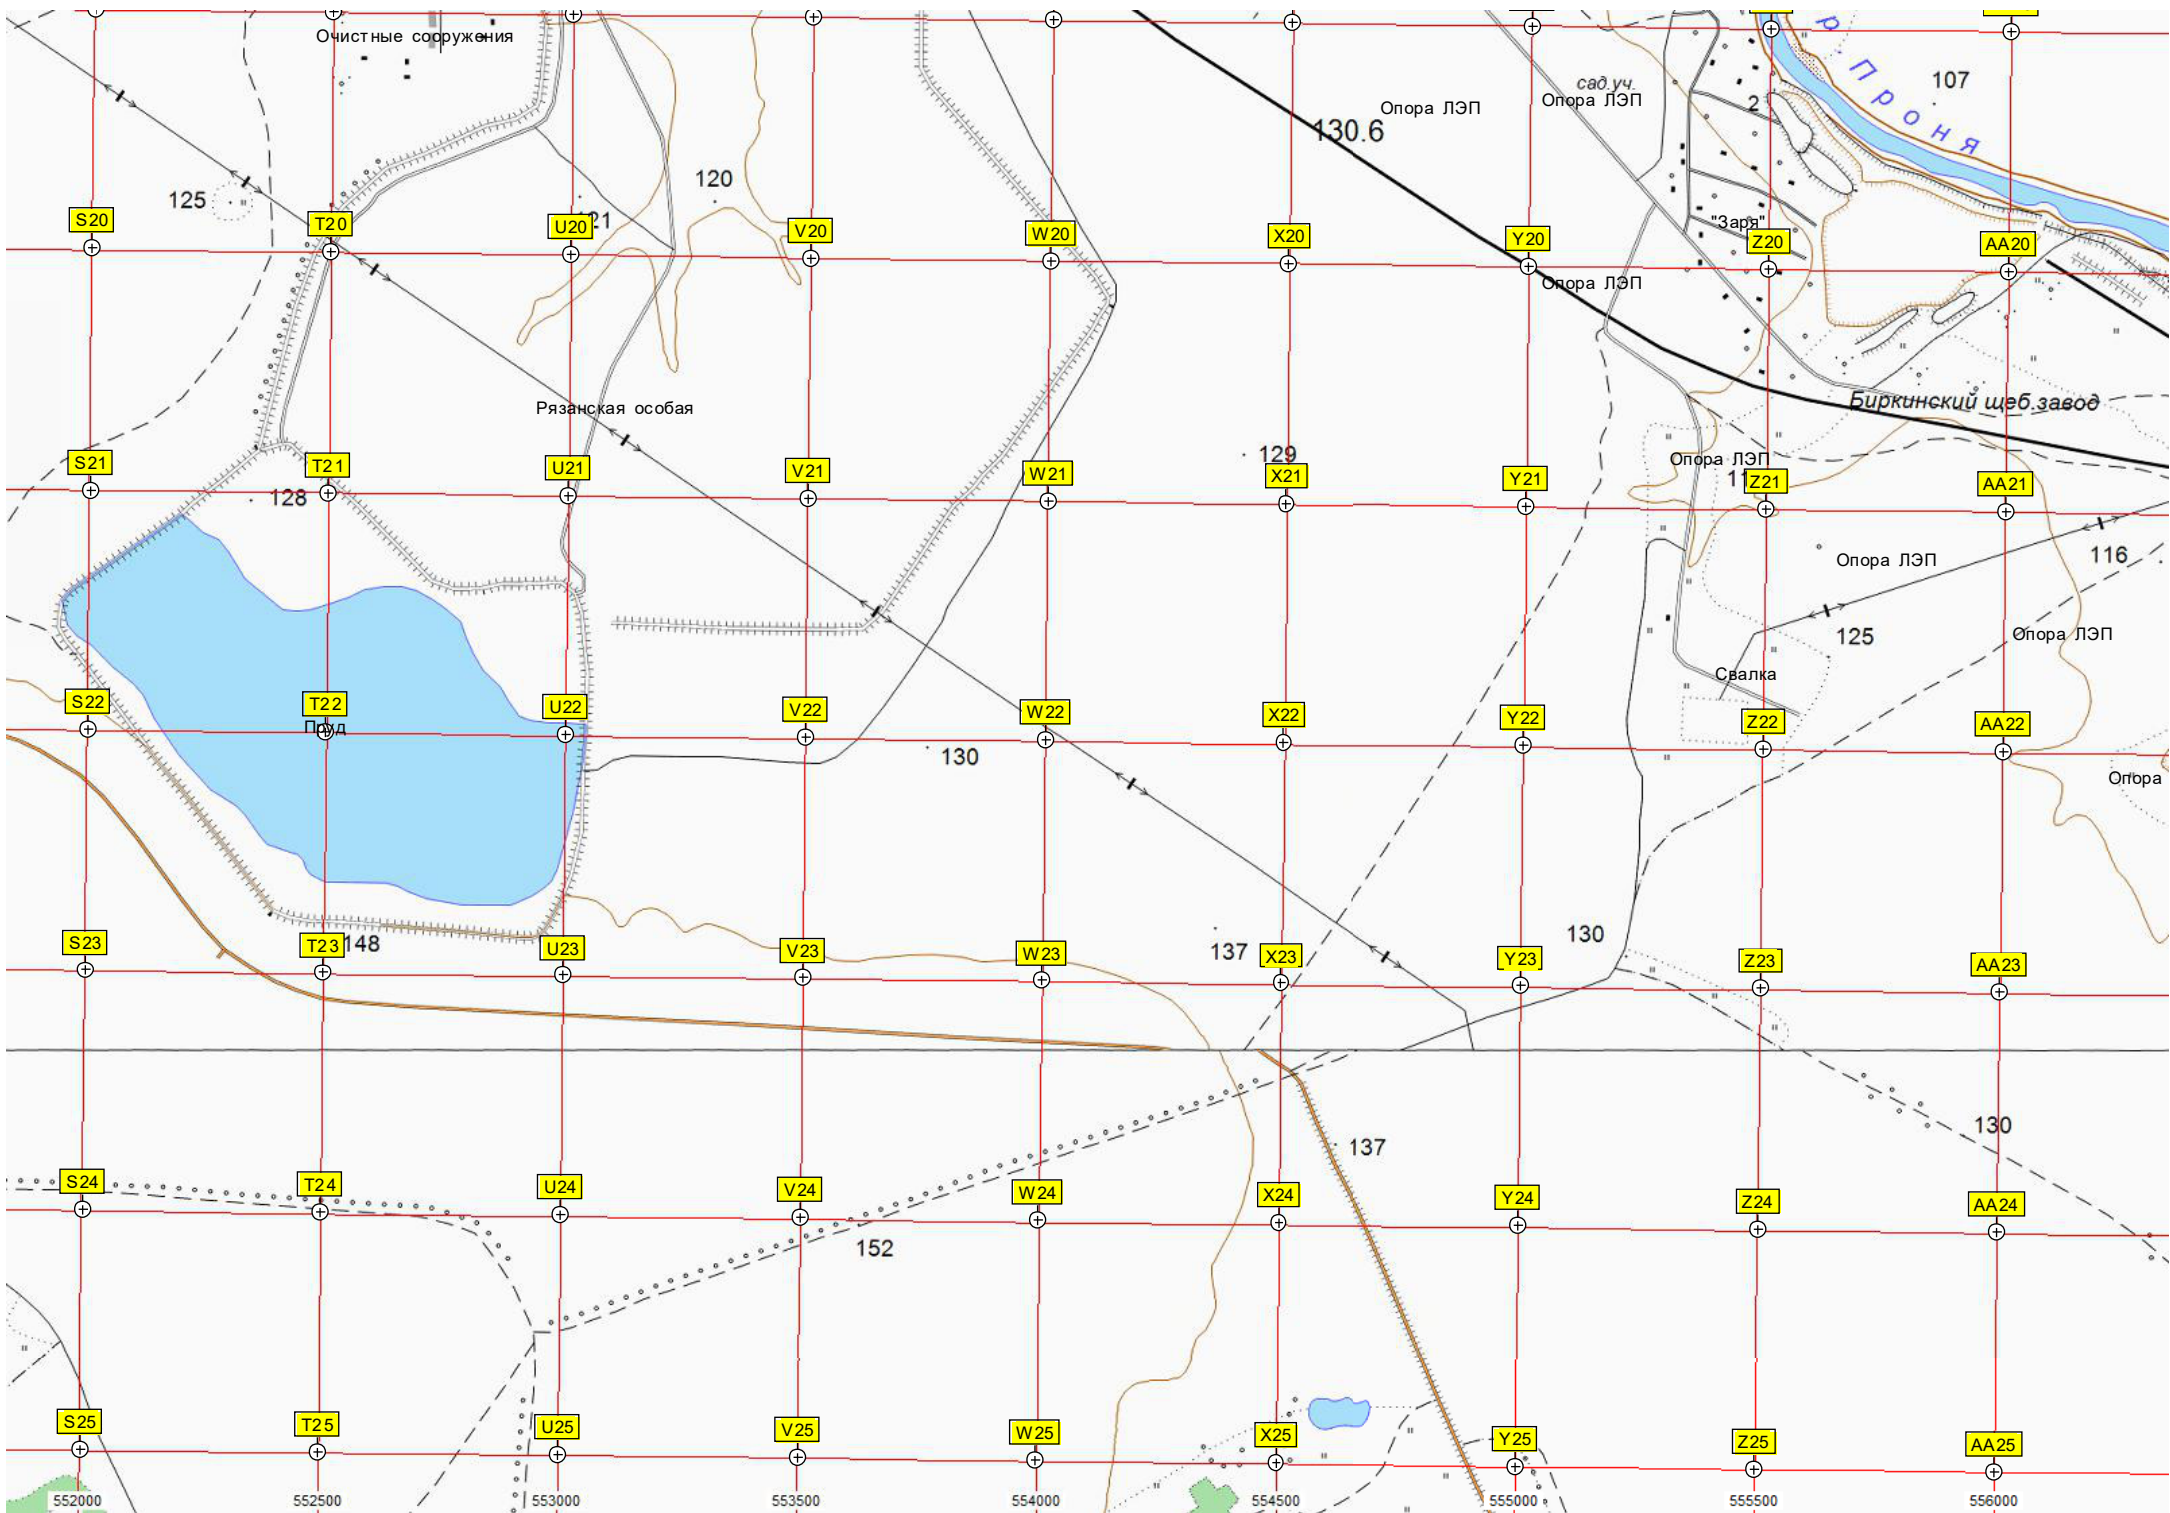 Очистные сооружения
р. Проня
107
сад.уч.
Опора ЛЭП
Опора ЛЭП
2
130.6
120
125
121
"Заря"
S20
T20
U20
V20
W20
X20
Y20
Z20
AA20
Опора ЛЭП
Рязанская особая
Биркинский щеб.завод
129
Опора ЛЭП
S21
T21
U21
V21
W21
X21
Y21
Z21
AA21
128
Опора ЛЭП
116
125
Опора ЛЭП
Свалка
S22
T22
U22
V22
W22
X22
Y22
Z22
AA22
Пруд
130
Опора
148
137
130
S23
T23
U23
V23
W23
X23
Y23
Z23
AA23
130
137
S24
T24
U24
V24
W24
X24
Y24
Z24
AA24
152
S25
T25
U25
V25
W25
X25
Y25
Z25
AA25
552000
552500
553000
553500
554000
554500
555000
555500
556000